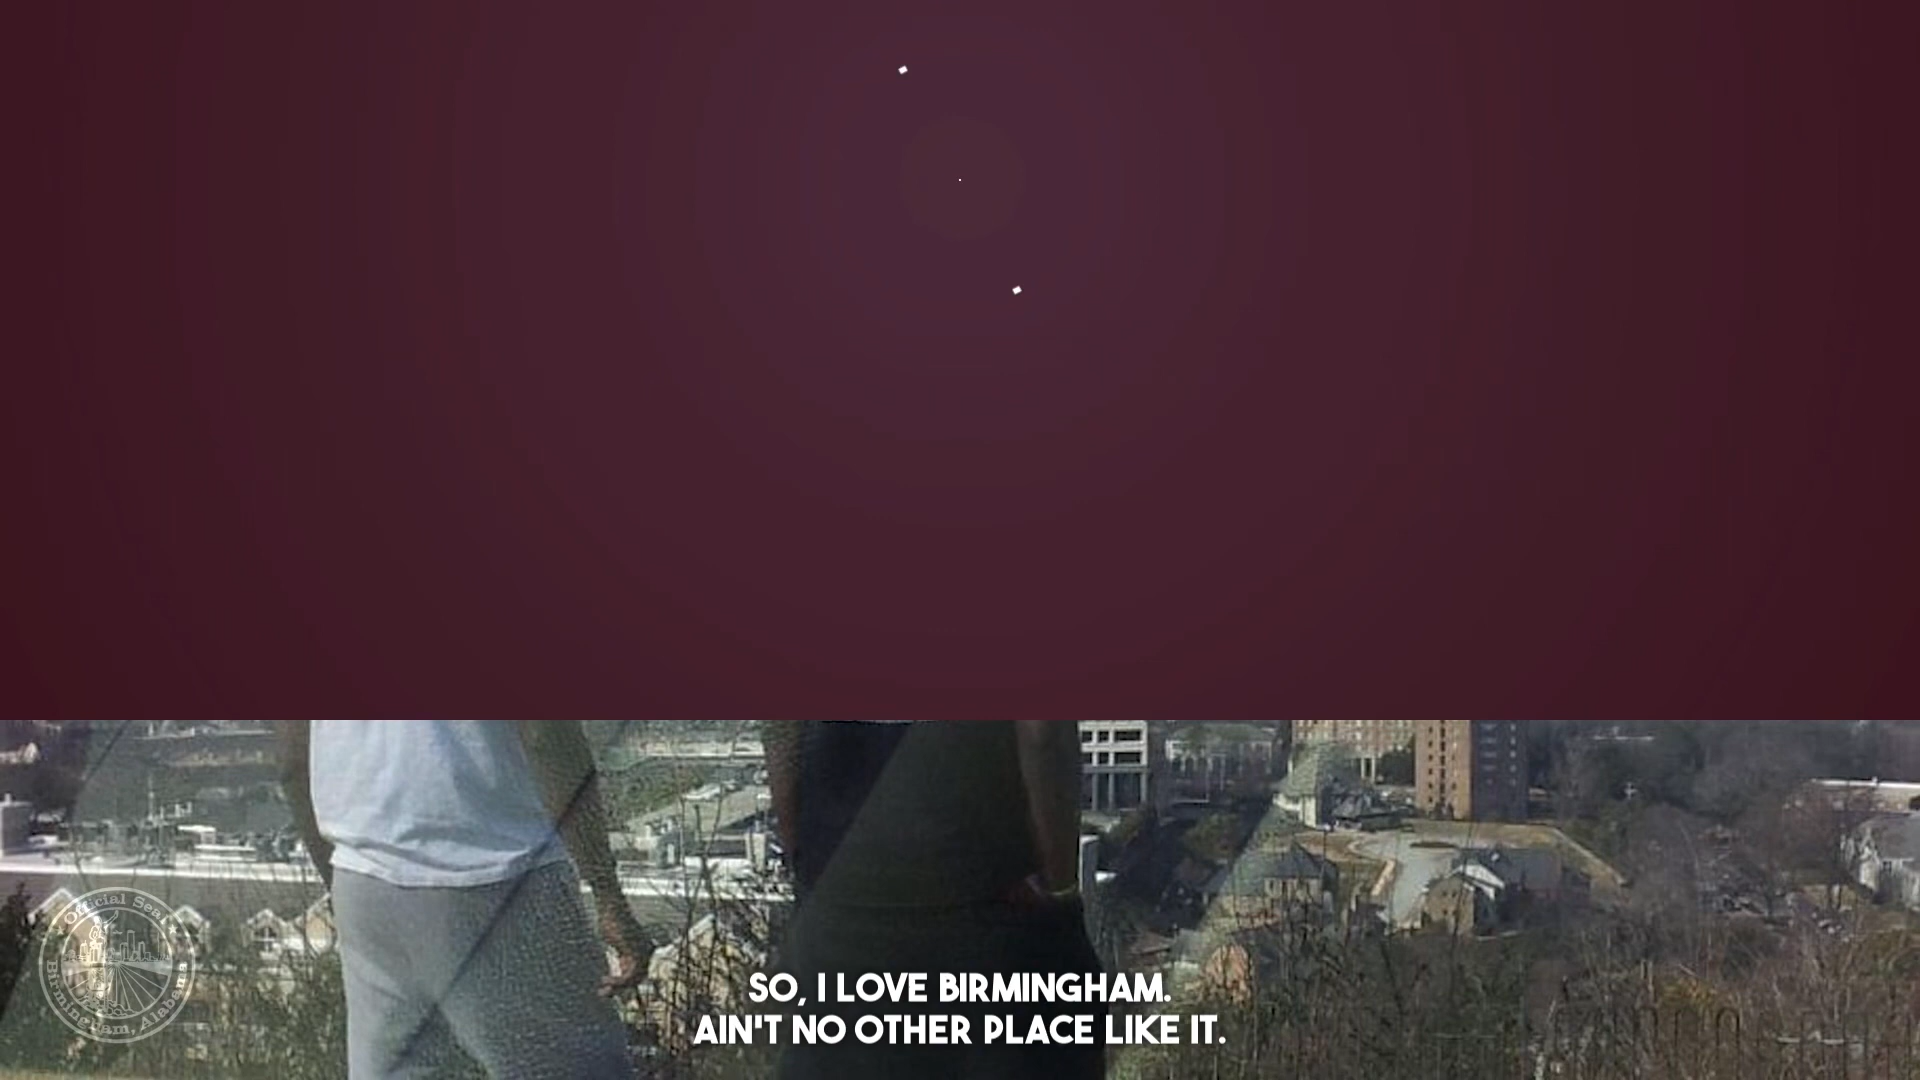 SO, I LOVE BIRMINGHAM.
AIN'T NO OTHER PLACE LIKE IT.
Official Seal
Birmingham, Alabama